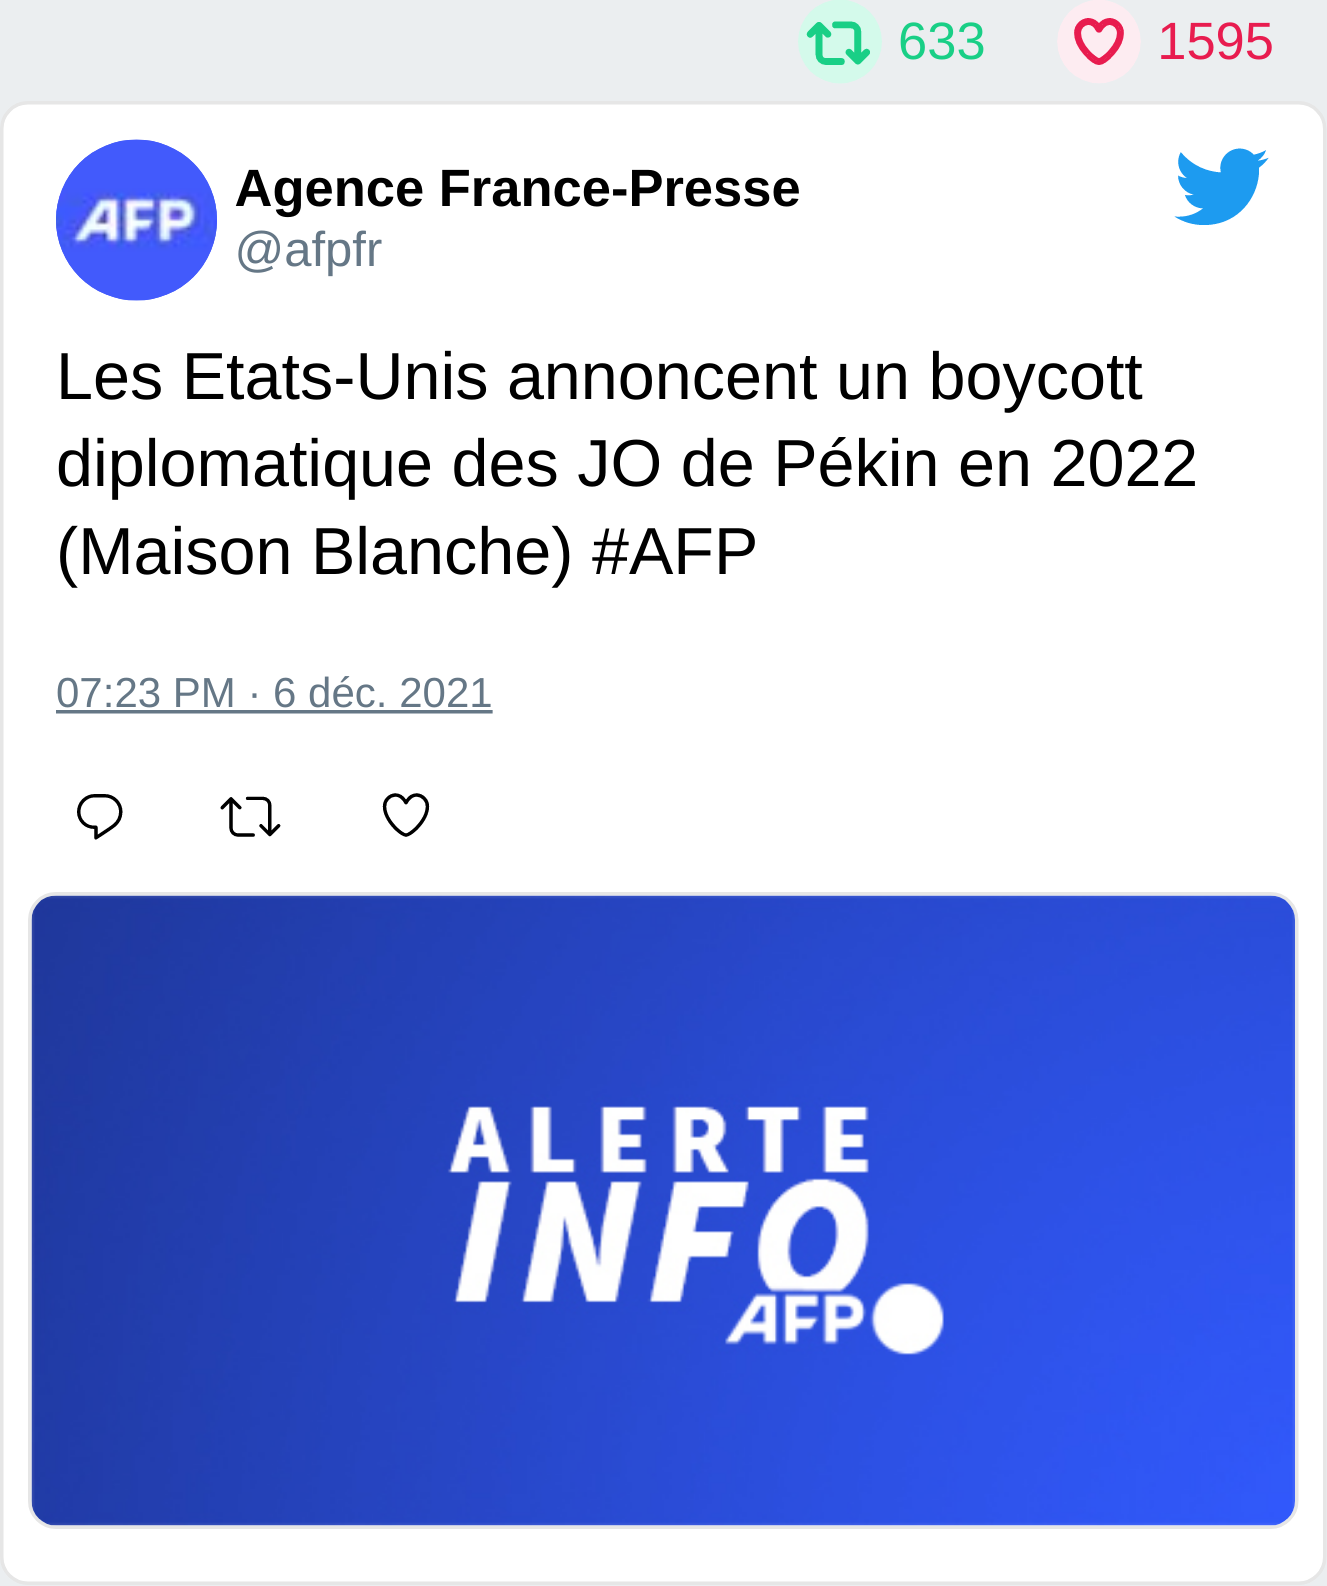 633 1595
AFP
Agence France-Presse
@afpfr
Les Etats-Unis annoncent un boycott
diplomatique des JO de Pékin en 2022
(Maison Blanche) #AFP
07:23 PM · 6 déc. 2021
ALERTE
INFO
AFP